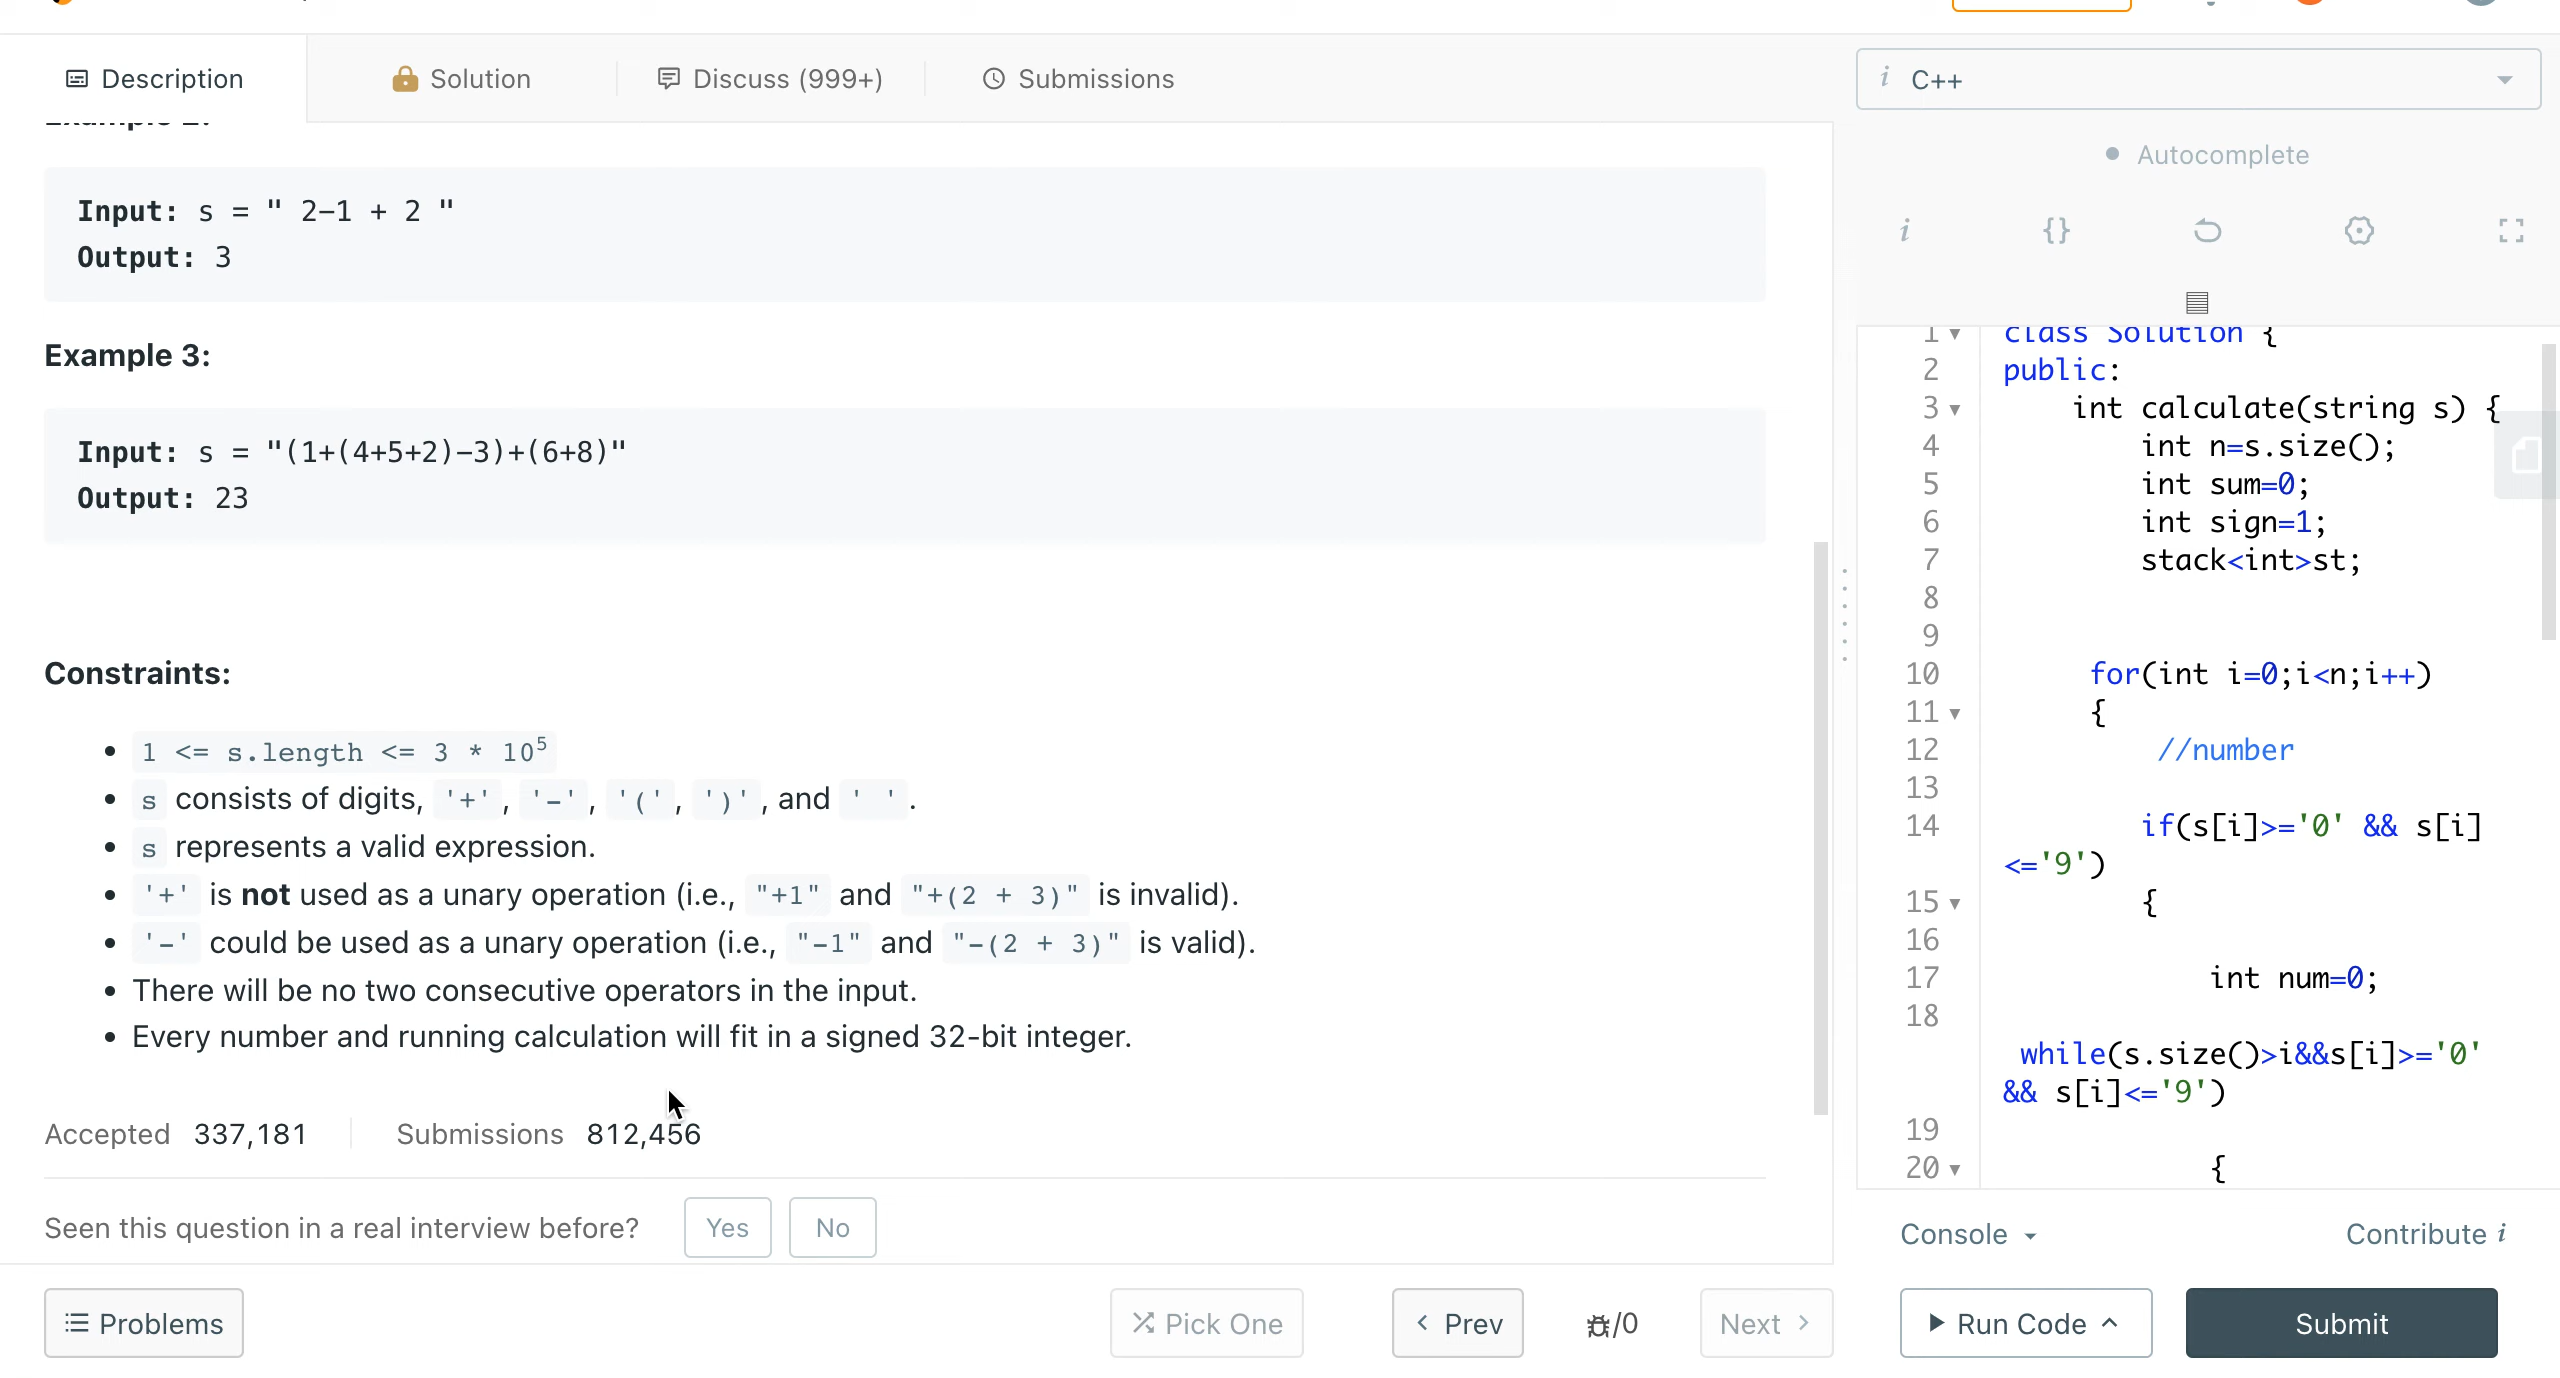 Description
Solution
Discuss (999+)
Submissions
Input: s = " 2-1 + 2 "
Output: 3
Example 3:
Input: s = "(1+(4+5+2)-3)+(6+8)"
Output: 23
Constraints:
1 <= s.length <= 3 * 10^5
s consists of digits, '+', '-', '(', ')', and ' '.
s represents a valid expression.
'+' is not used as a unary operation (i.e., "+1" and "+(2 + 3)" is invalid).
'-' could be used as a unary operation (i.e., "-1" and "-(2 + 3)" is valid).
There will be no two consecutive operators in the input.
Every number and running calculation will fit in a signed 32-bit integer.
Accepted 337,181 Submissions 812,456
Seen this question in a real interview before? Yes No
Problems
Pick One
Prev
/0
Next
i C++
Autocomplete
i {}
1 class Solution {
2 public:
3 int calculate(string s) {
4 int n=s.size();
5 int sum=0;
6 int sign=1;
7 stack<int>st;
8
9
10 for(int i=0;i<n;i++)
11 {
12 //number
13
14 if(s[i]>='0' && s[i]
<='9')
15 {
16
17 int num=0;
18
while(s.size()>i&&s[i]>='0'
&& s[i]<='9')
19
20 {
Console
Contribute i
Run Code
Submit